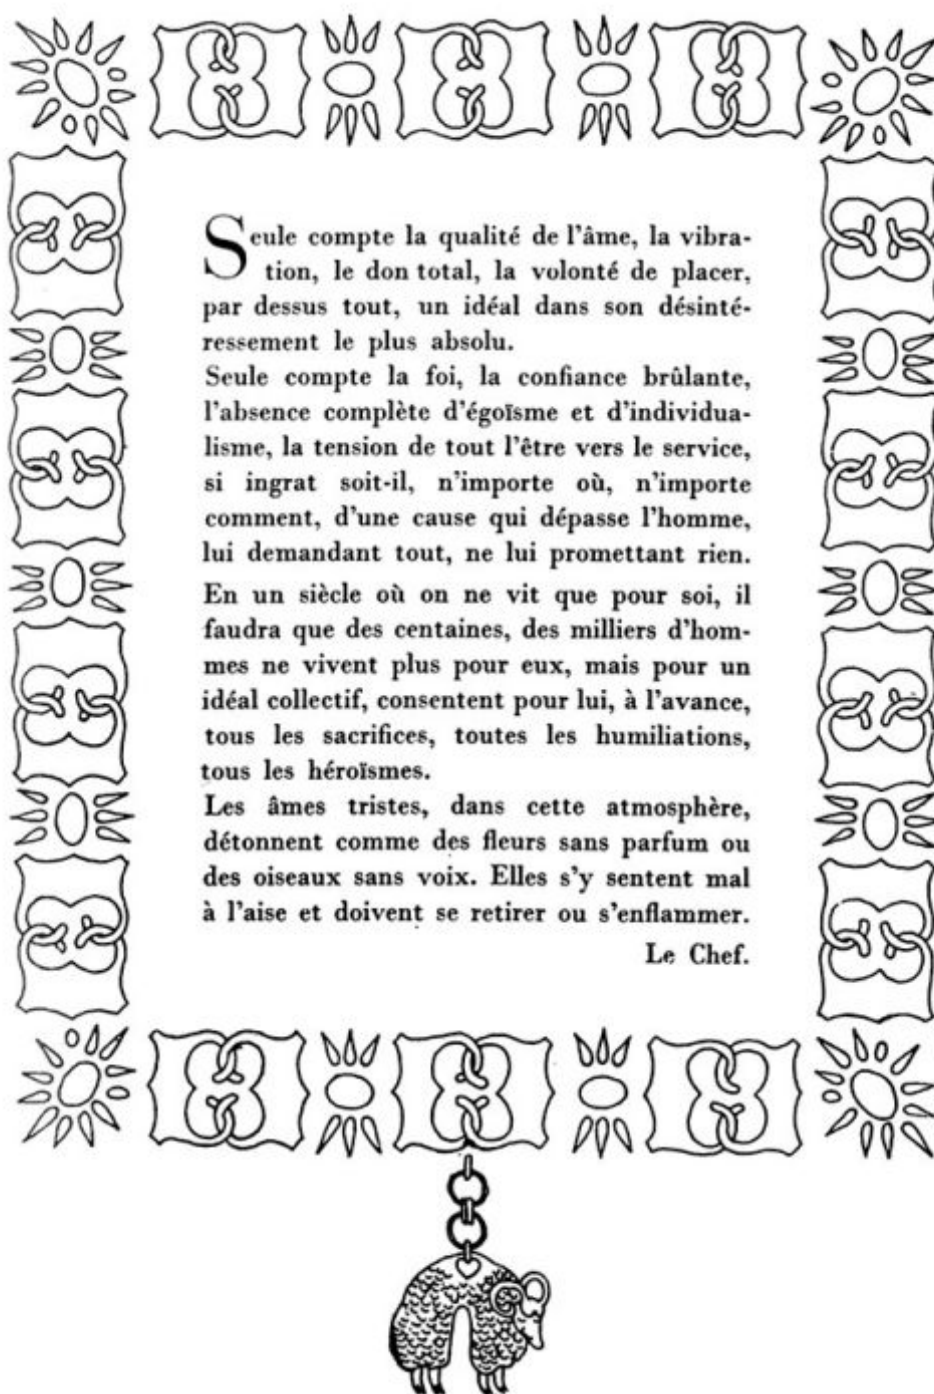 Seule compte la qualité de l'âme, la vibra-
tion, le don total, la volonté de placer,
par dessus tout, un idéal dans son désinté-
ressement le plus absolu.
Seule compte la foi, la confiance brûlante,
l'absence complète d'égoïsme et d'individua-
lisme, la tension de tout l'être vers le service,
si ingrat soit-il, n'importe où, n'importe
comment, d'une cause qui dépasse l'homme,
lui demandant tout, ne lui promettant rien.
En un siècle où on ne vit que pour soi, il
faudra que des centaines, des milliers d'hom-
mes ne vivent plus pour eux, mais pour un
idéal collectif, consentent pour lui, à l'avance,
tous les sacrifices, toutes les humiliations,
tous les héroïsmes.
Les âmes tristes, dans cette atmosphère,
détonnent comme des fleurs sans parfum ou
des oiseaux sans voix. Elles s'y sentent mal
à l'aise et doivent se retirer ou s'enflammer.
Le Chef.